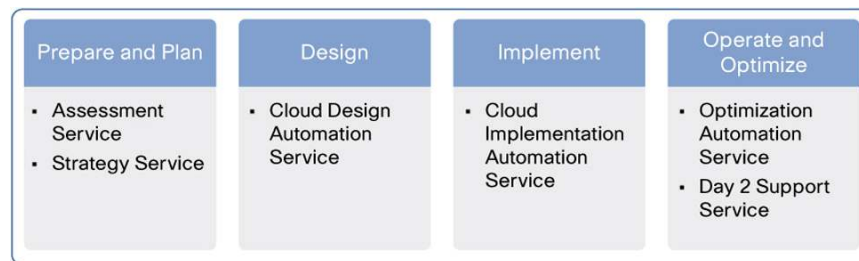 Prepare and Plan
▪ Assessment
Service
▪ Strategy Service
Design
▪ Cloud Design
Automation
Service
Implement
▪ Cloud
Implementation
Automation
Service
Operate and
Optimize
▪ Optimization
Automation
Service
▪ Day 2 Support
Service